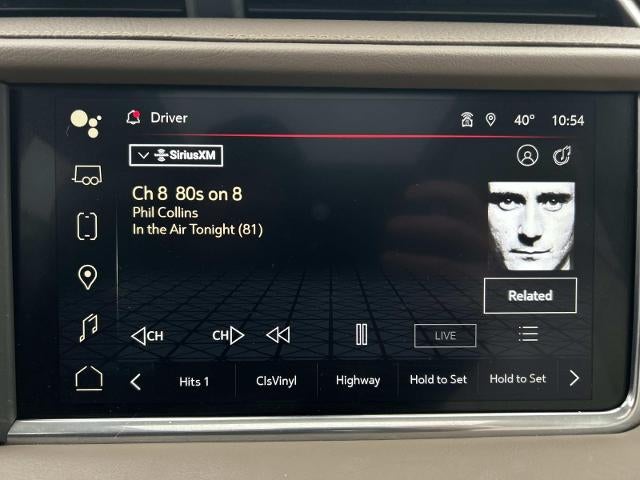 Driver 40° 10:54
SiriusXM
Ch 8 80s on 8
Phil Collins
In the Air Tonight (81)
Related
CH CH LIVE
Hits 1 ClsVinyl Highway Hold to Set Hold to Set